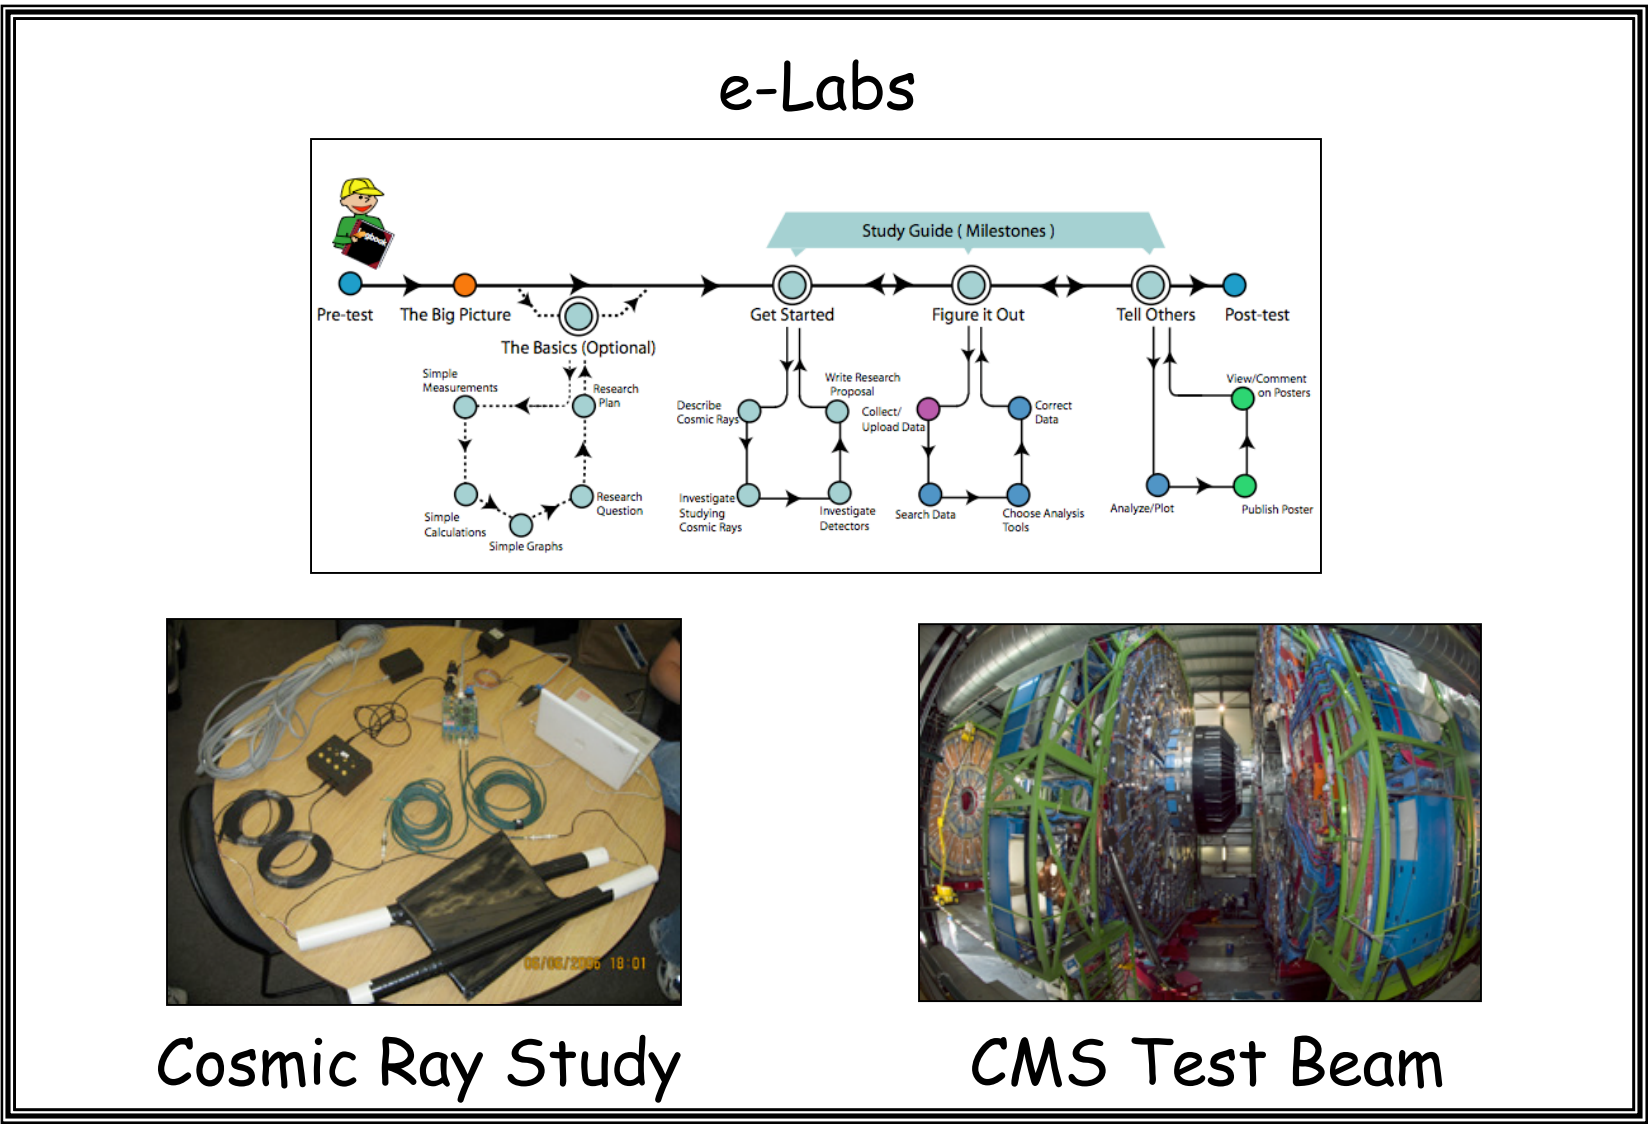 e-Labs
Study Guide ( Milestones )
Logbook
Pre-test
The Big Picture
Get Started
Figure it Out
Tell Others
Post-test
The Basics (Optional)
Simple
Measurements
Research
Plan
Simple
Calculations
Simple Graphs
Research
Question
Describe
Cosmic Rays
Write Research
Proposal
Investigate
Studying
Cosmic Rays
Investigate
Detectors
Collect/
Upload Data
Correct
Data
Search Data
Choose Analysis
Tools
View/Comment
on Posters
Analyze/Plot
Publish Poster
18:01
Cosmic Ray Study
CMS Test Beam